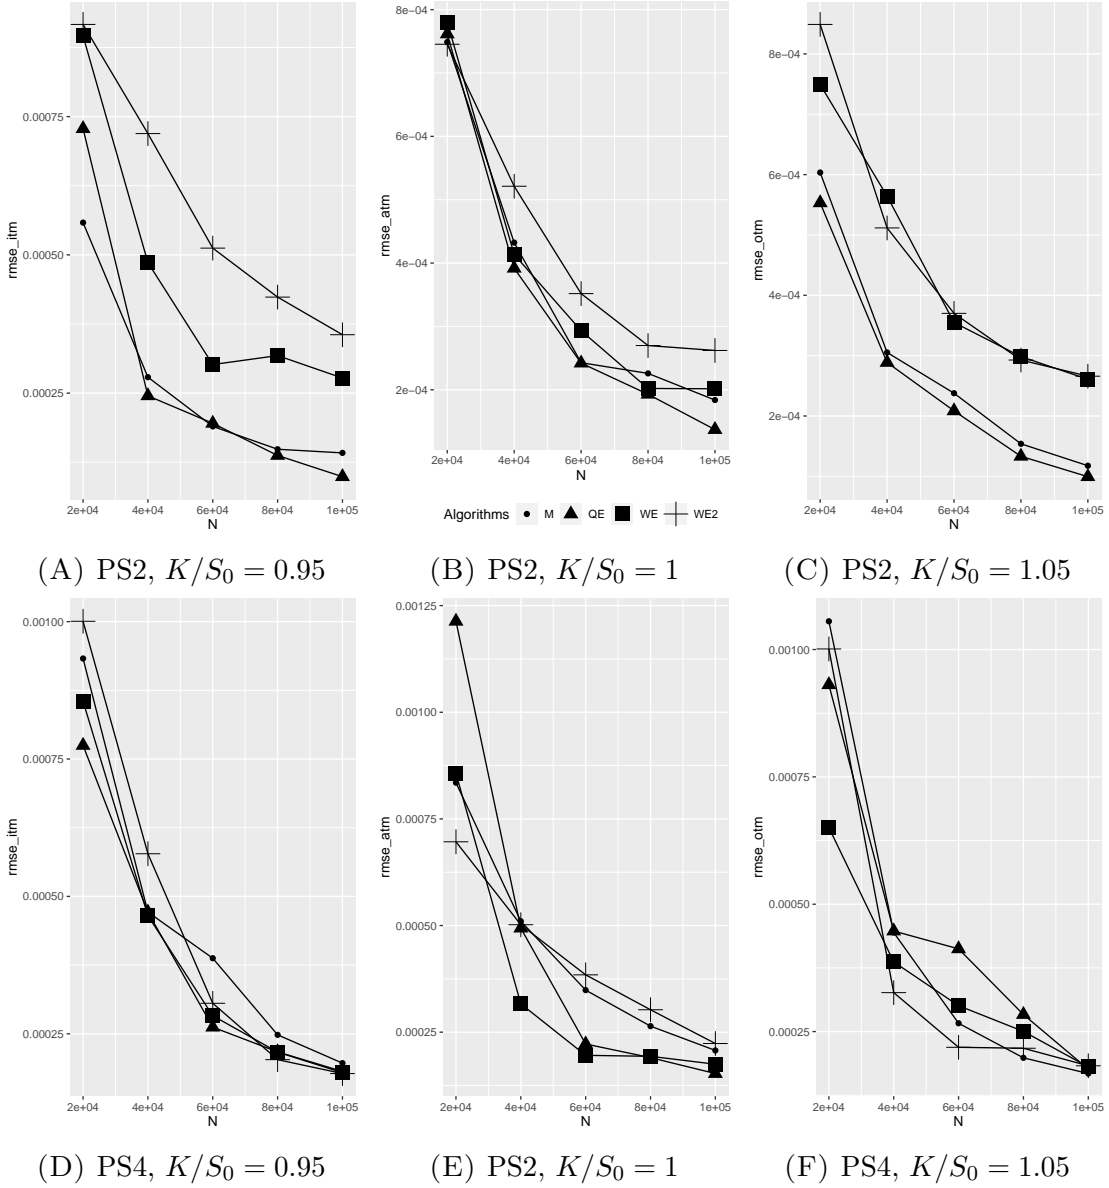 rmse_itm
0.00075
0.00050
0.00025
2e+04 4e+04 6e+04 8e+04 1e+05
N
rmse_atm
8e−04
6e−04
4e−04
2e−04
2e+04 4e+04 6e+04 8e+04 1e+05
N
Algorithms M QE WE WE2
rmse_otm
8e−04
6e−04
4e−04
2e−04
2e+04 4e+04 6e+04 8e+04 1e+05
N
(A) PS2, K/S₀ = 0.95
(B) PS2, K/S₀ = 1
(C) PS2, K/S₀ = 1.05
rmse_itm
0.00100
0.00075
0.00050
0.00025
2e+04 4e+04 6e+04 8e+04 1e+05
N
rmse_atm
0.00125
0.00100
0.00075
0.00050
0.00025
2e+04 4e+04 6e+04 8e+04 1e+05
N
rmse_otm
0.00100
0.00075
0.00050
0.00025
2e+04 4e+04 6e+04 8e+04 1e+05
N
(D) PS4, K/S₀ = 0.95
(E) PS2, K/S₀ = 1
(F) PS4, K/S₀ = 1.05